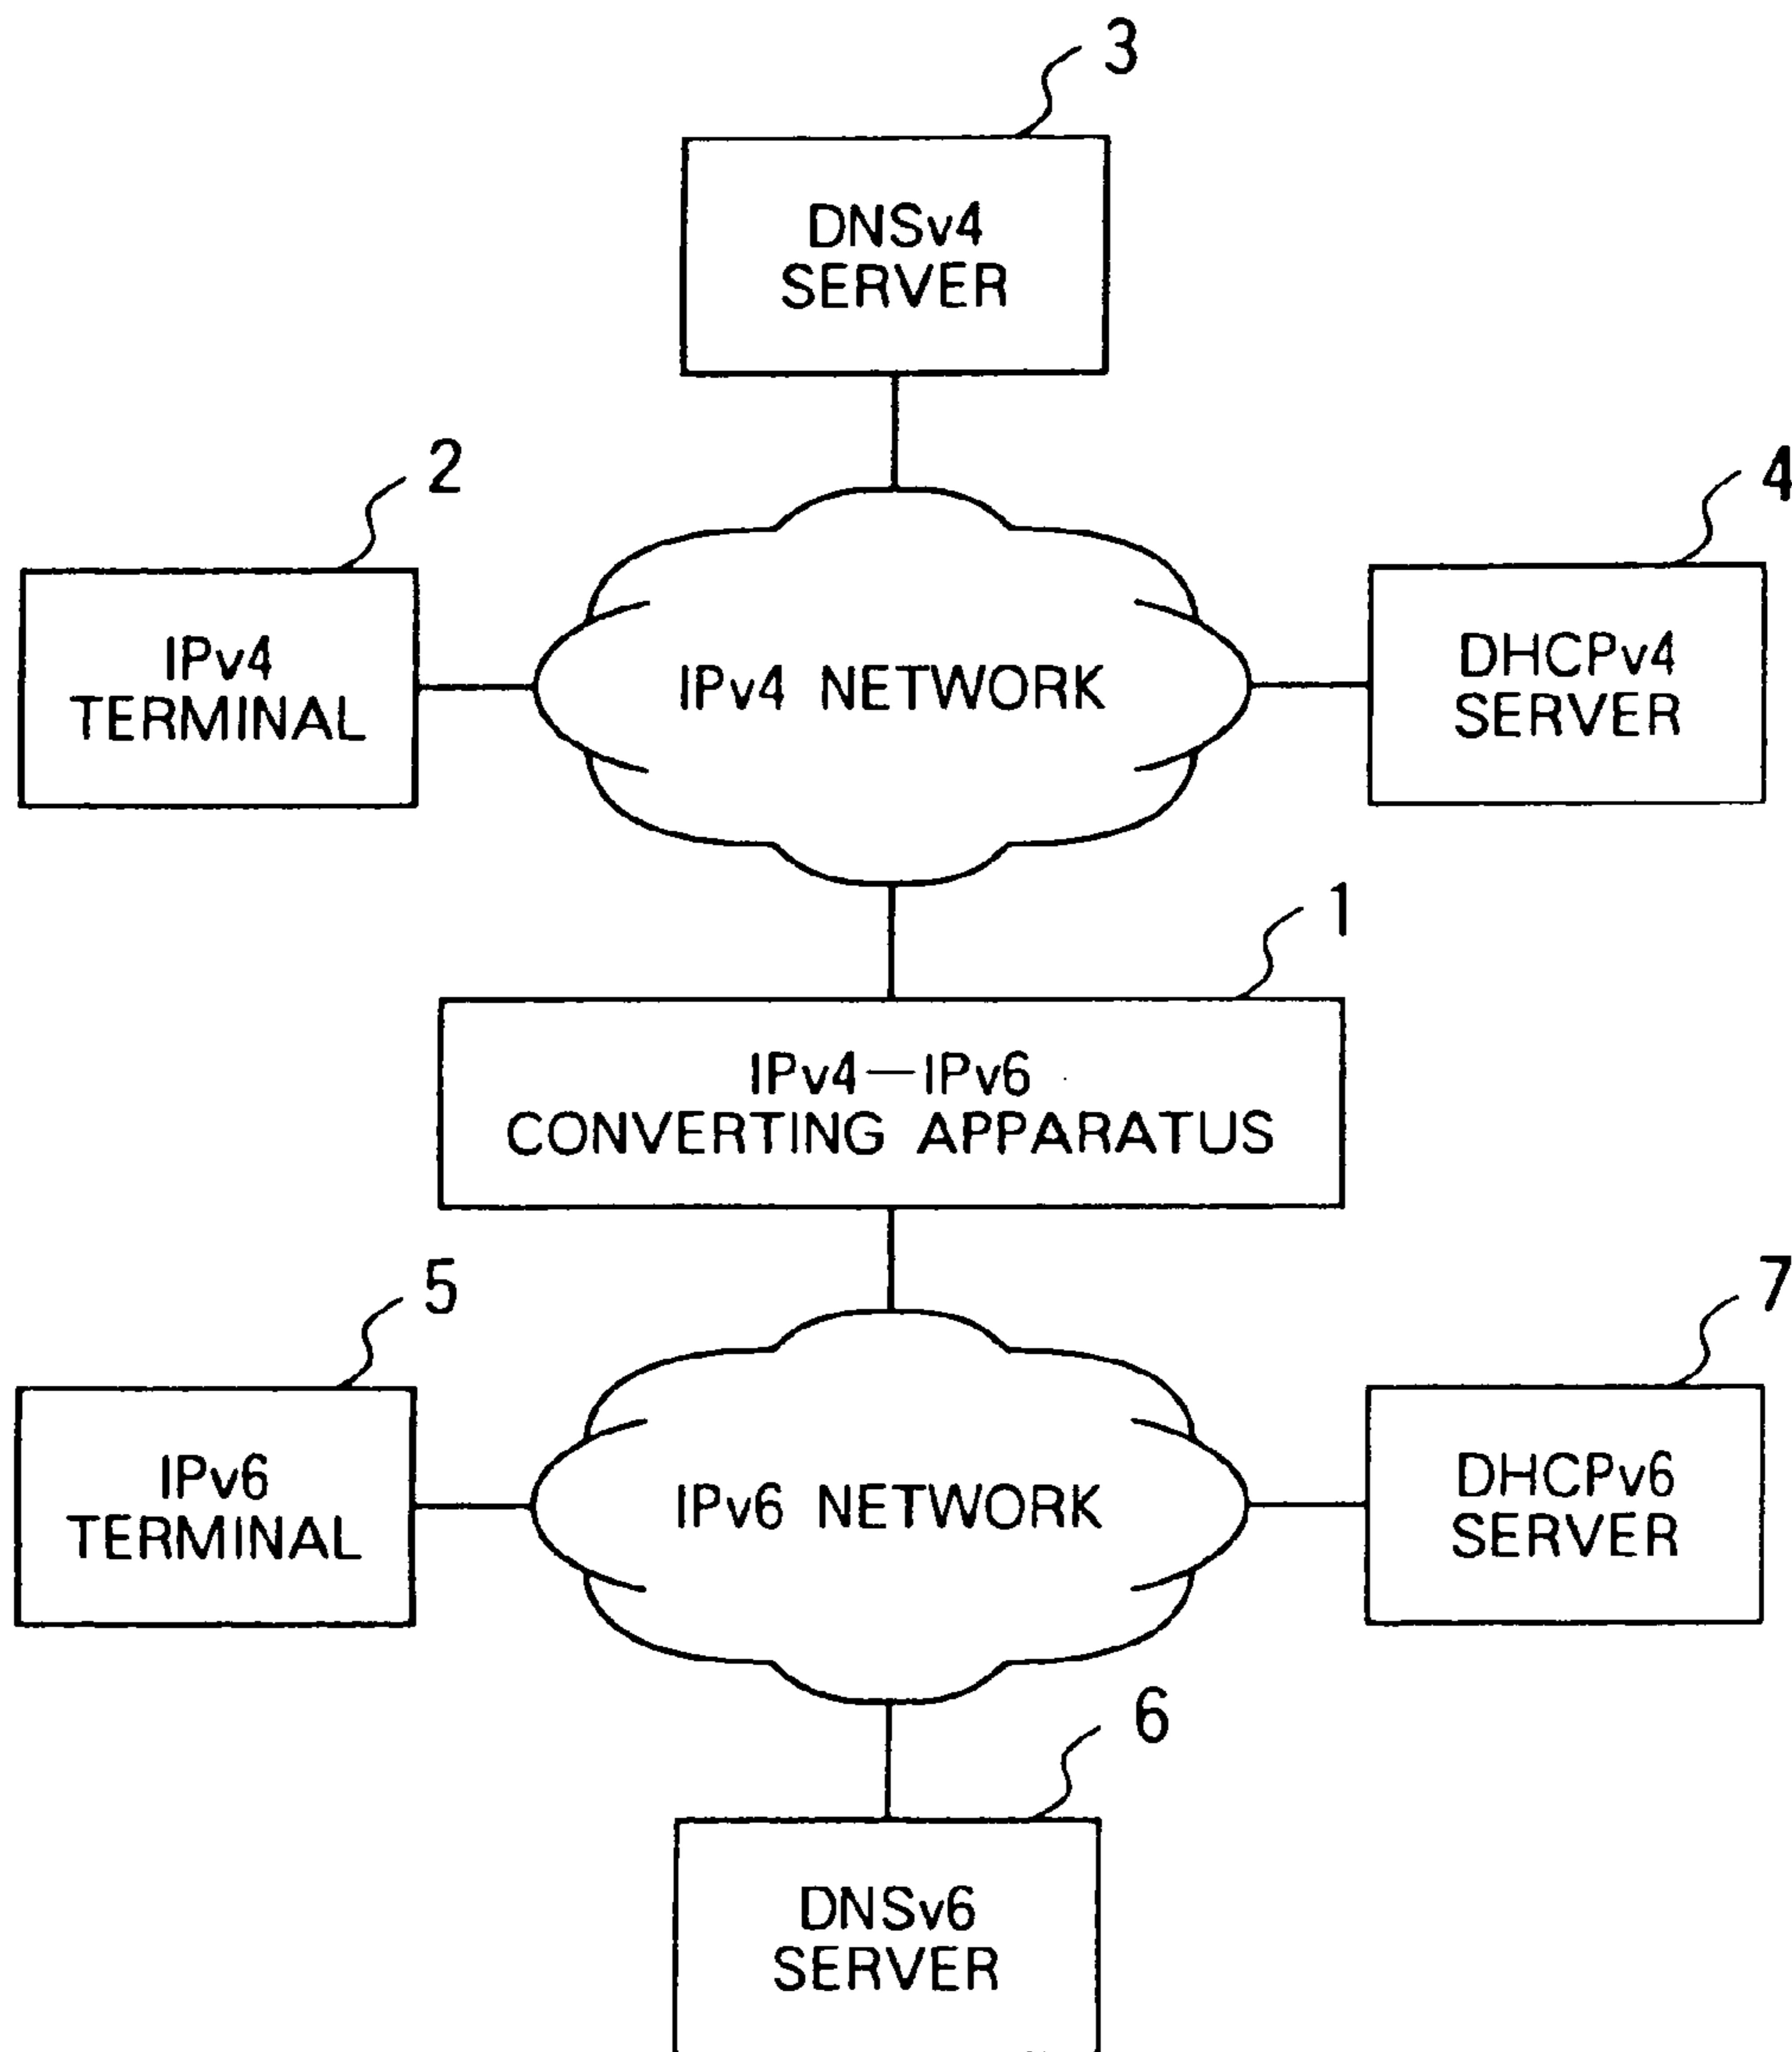 3
DNSv4
SERVER
2
4
IPv4
TERMINAL
IPv4 NETWORK
DHCPv4
SERVER
1
IPv4—IPv6
CONVERTING APPARATUS
5
7
IPv6
TERMINAL
IPv6 NETWORK
DHCPv6
SERVER
6
DNSv6
SERVER